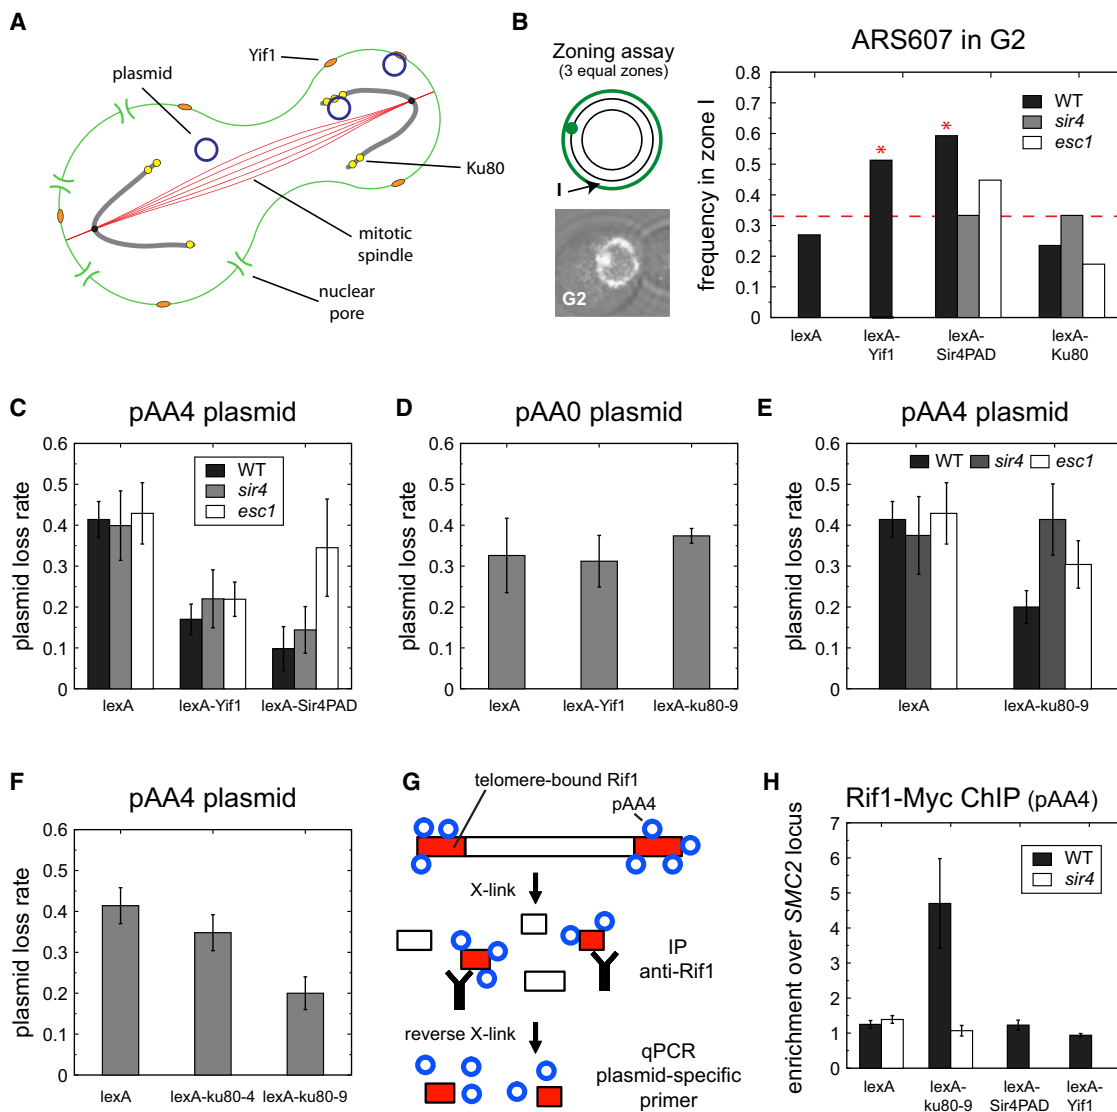 A
plasmid
Yif1
Ku80
mitotic
spindle
nuclear
pore
B
Zoning assay
(3 equal zones)
I
G2
ARS607 in G2
frequency in zone I
0.8
0.7
0.6
0.5
0.4
0.3
0.2
0.1
0
WT
sir4
esc1
*
*
lexA
lexA-
Yif1
lexA-
Sir4PAD
lexA-
Ku80
C
pAA4 plasmid
plasmid loss rate
0.6
0.5
0.4
0.3
0.2
0.1
0
WT
sir4
esc1
lexA
lexA-Yif1
lexA-Sir4PAD
D
pAA0 plasmid
plasmid loss rate
0.6
0.5
0.4
0.3
0.2
0.1
0
lexA
lexA-Yif1
lexA-ku80-9
E
pAA4 plasmid
plasmid loss rate
0.6
0.5
0.4
0.3
0.2
0.1
0
WT sir4 esc1
lexA
lexA-ku80-9
F
pAA4 plasmid
plasmid loss rate
0.6
0.5
0.4
0.3
0.2
0.1
0
lexA
lexA-ku80-4
lexA-ku80-9
G
telomere-bound Rif1
pAA4
X-link
IP
anti-Rif1
reverse X-link
qPCR
plasmid-specific
primer
H
Rif1-Myc ChIP (pAA4)
enrichment over SMC2 locus
7
6
5
4
3
2
1
0
WT
sir4
lexA
lexA-
ku80-9
lexA-
Sir4PAD
lexA-
Yif1